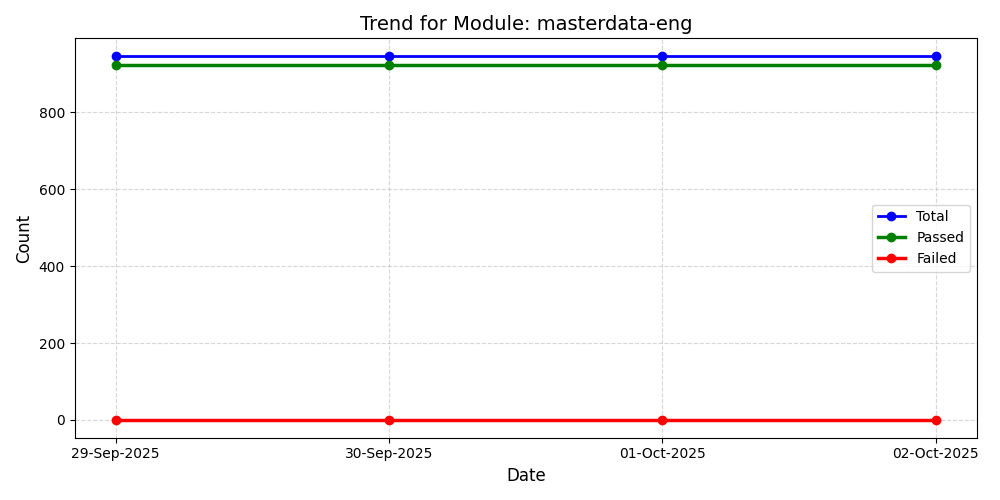 Trend for Module: masterdata-eng
Count
800
600
400
200
0
Total
Passed
Failed
29-Sep-2025 30-Sep-2025 01-Oct-2025 02-Oct-2025
Date